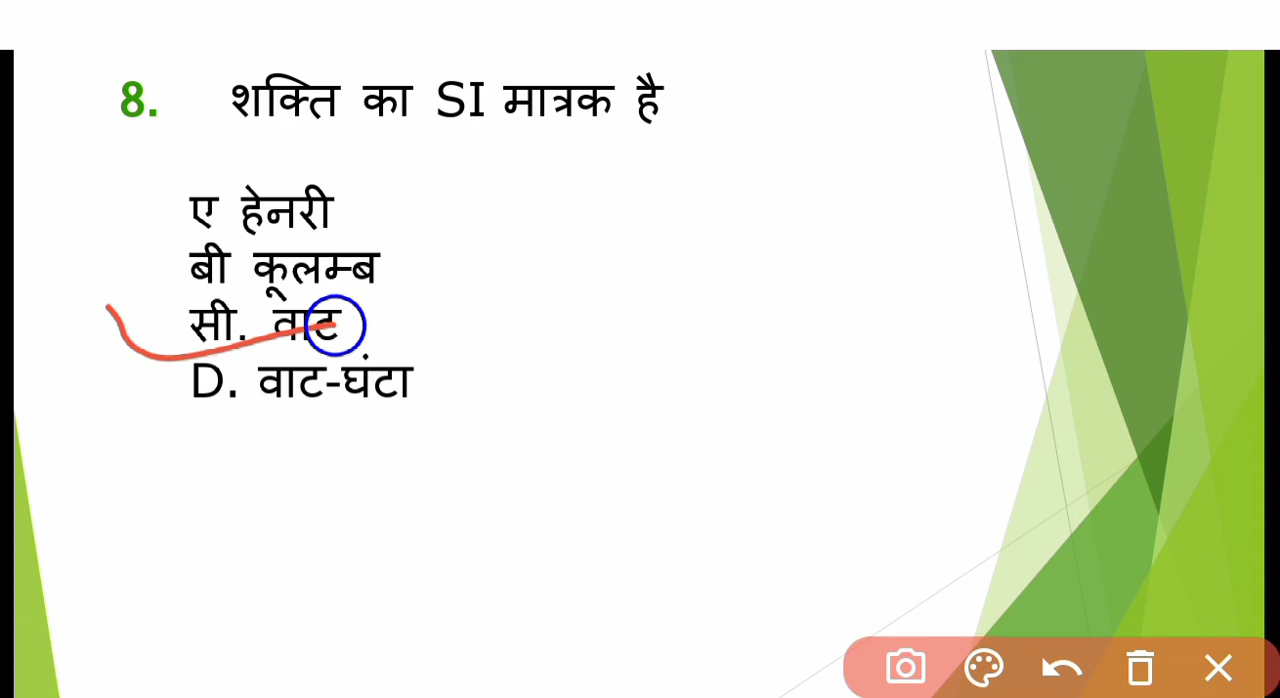 8. शक्ति का SI मात्रक है
ए हेनरी
बी कूलम्ब
सी. वाट
D. वाट-घंटा